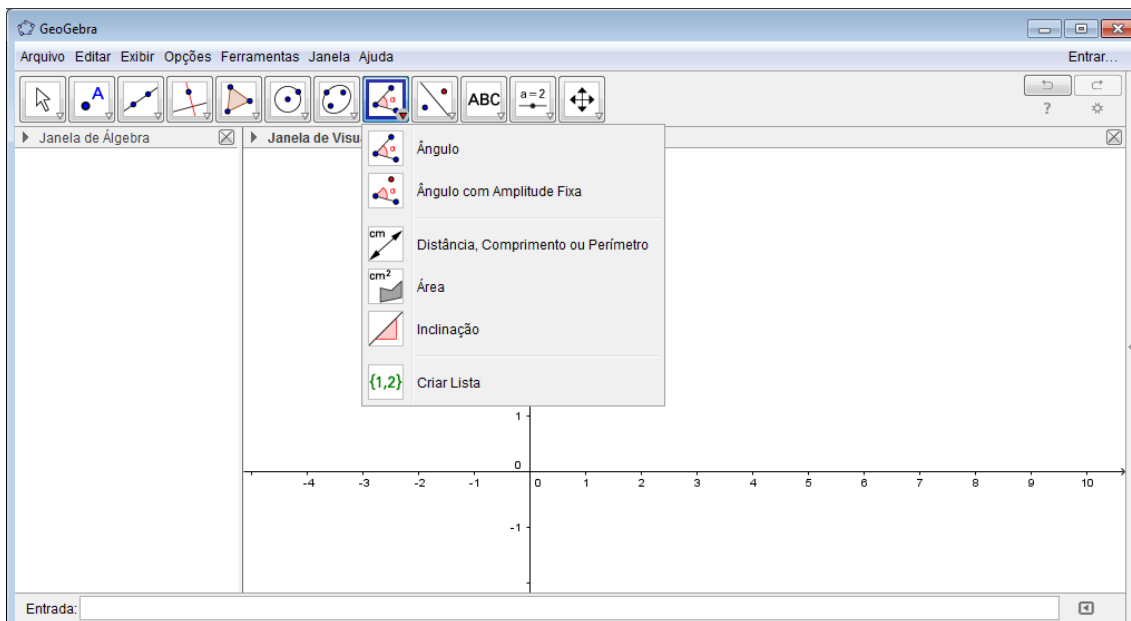 GeoGebra
Arquivo Editar Exibir Opções Ferramentas Janela Ajuda Entrar...
A ABC a=2 ?
Janela de Álgebra Janela de Visu
α Ângulo
α Ângulo com Amplitude Fixa
cm Distância, Comprimento ou Perímetro
cm² Área
Inclinação
{1,2} Criar Lista
1
0
-4 -3 -2 -1 0 1 2 3 4 5 6 7 8 9 10
-1
Entrada: